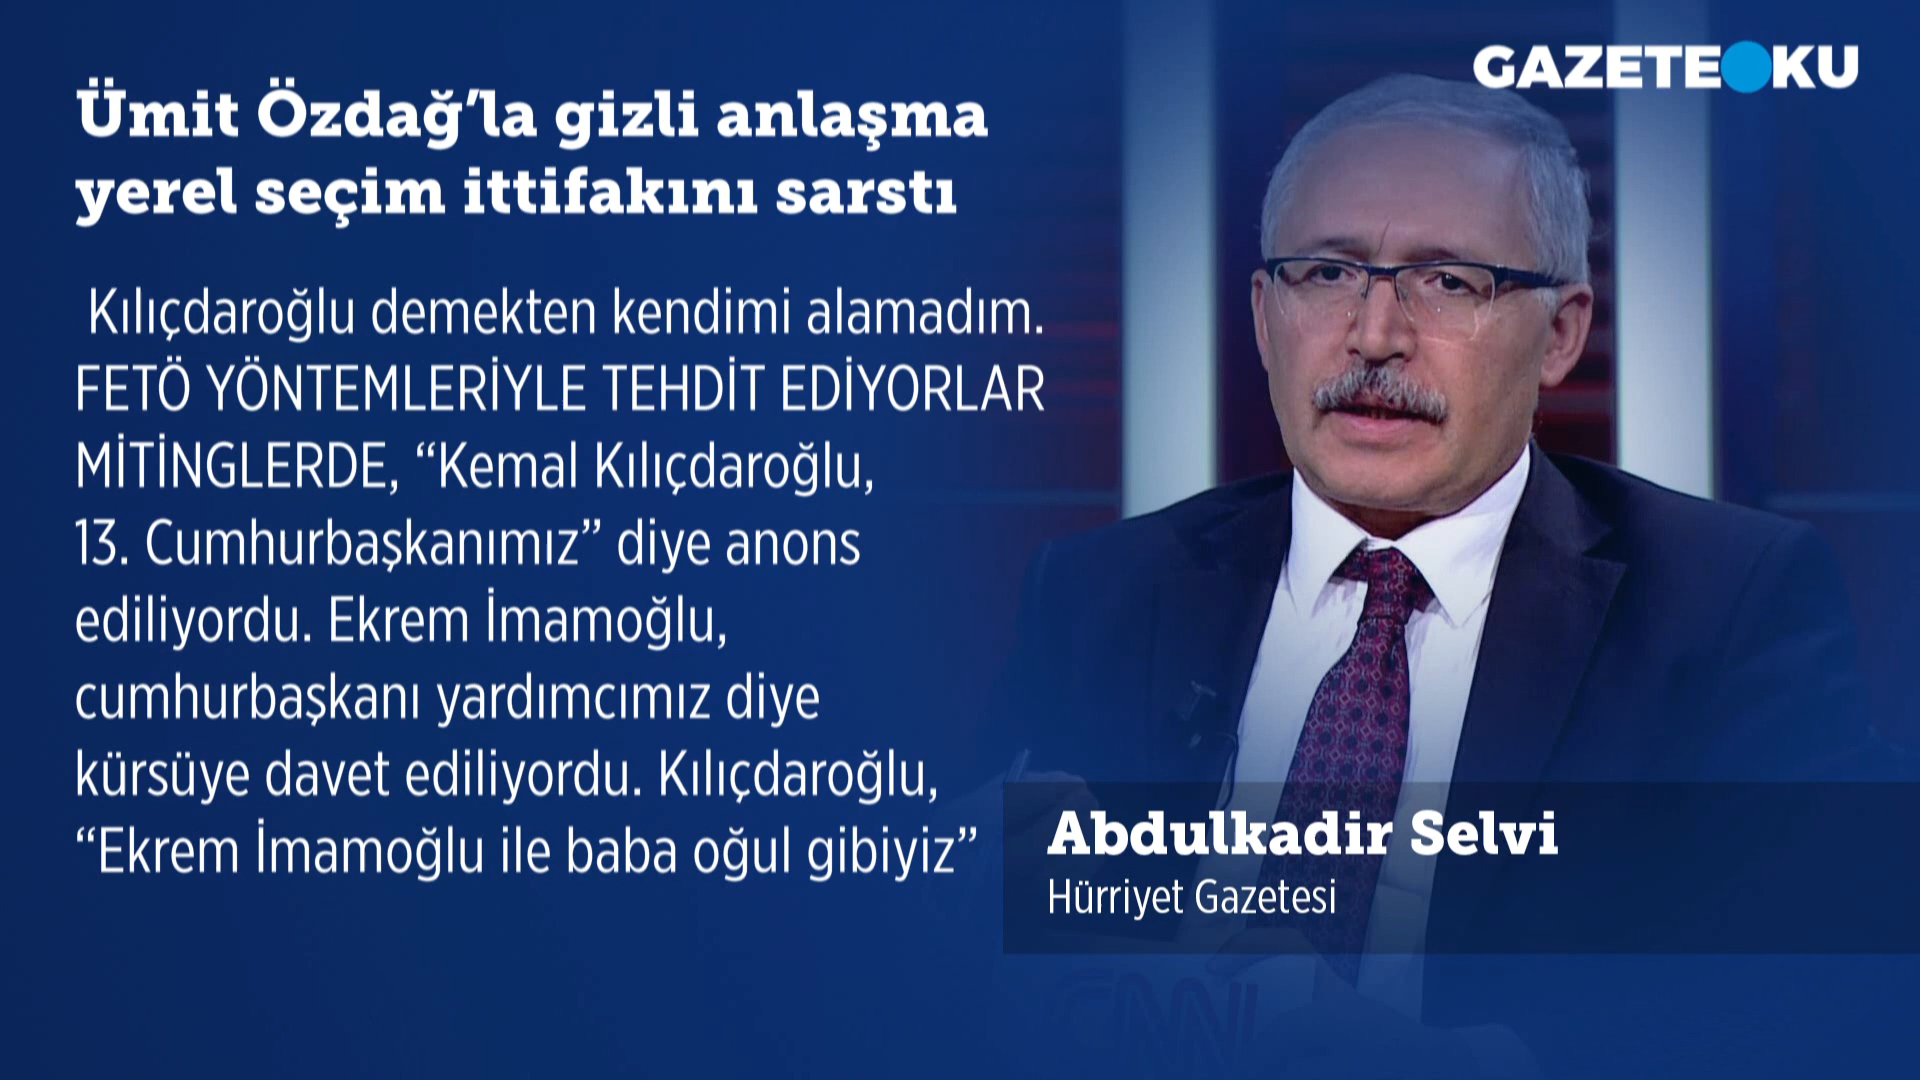 GAZETEOKU
Ümit Özdağ’la gizli anlaşma
yerel seçim ittifakını sarstı
Kılıçdaroğlu demekten kendimi alamadım.
FETÖ YÖNTEMLERİYLE TEHDİT EDİYORLAR
MİTİNGLERDE, “Kemal Kılıçdaroğlu,
13. Cumhurbaşkanımız” diye anons
ediliyordu. Ekrem İmamoğlu,
cumhurbaşkanı yardımcımız diye
kürsüye davet ediliyordu. Kılıçdaroğlu,
“Ekrem İmamoğlu ile baba oğul gibiyiz”
Abdulkadir Selvi
Hürriyet Gazetesi
CNN